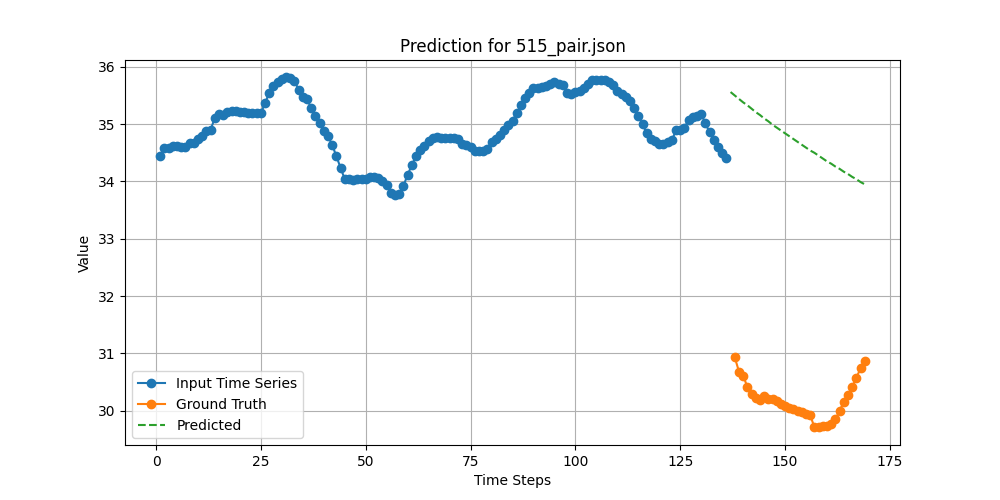 Prediction for 515_pair.json
Value
36
35
34
33
32
31
30
Input Time Series
Ground Truth
Predicted
0 25 50 75 100 125 150 175
Time Steps